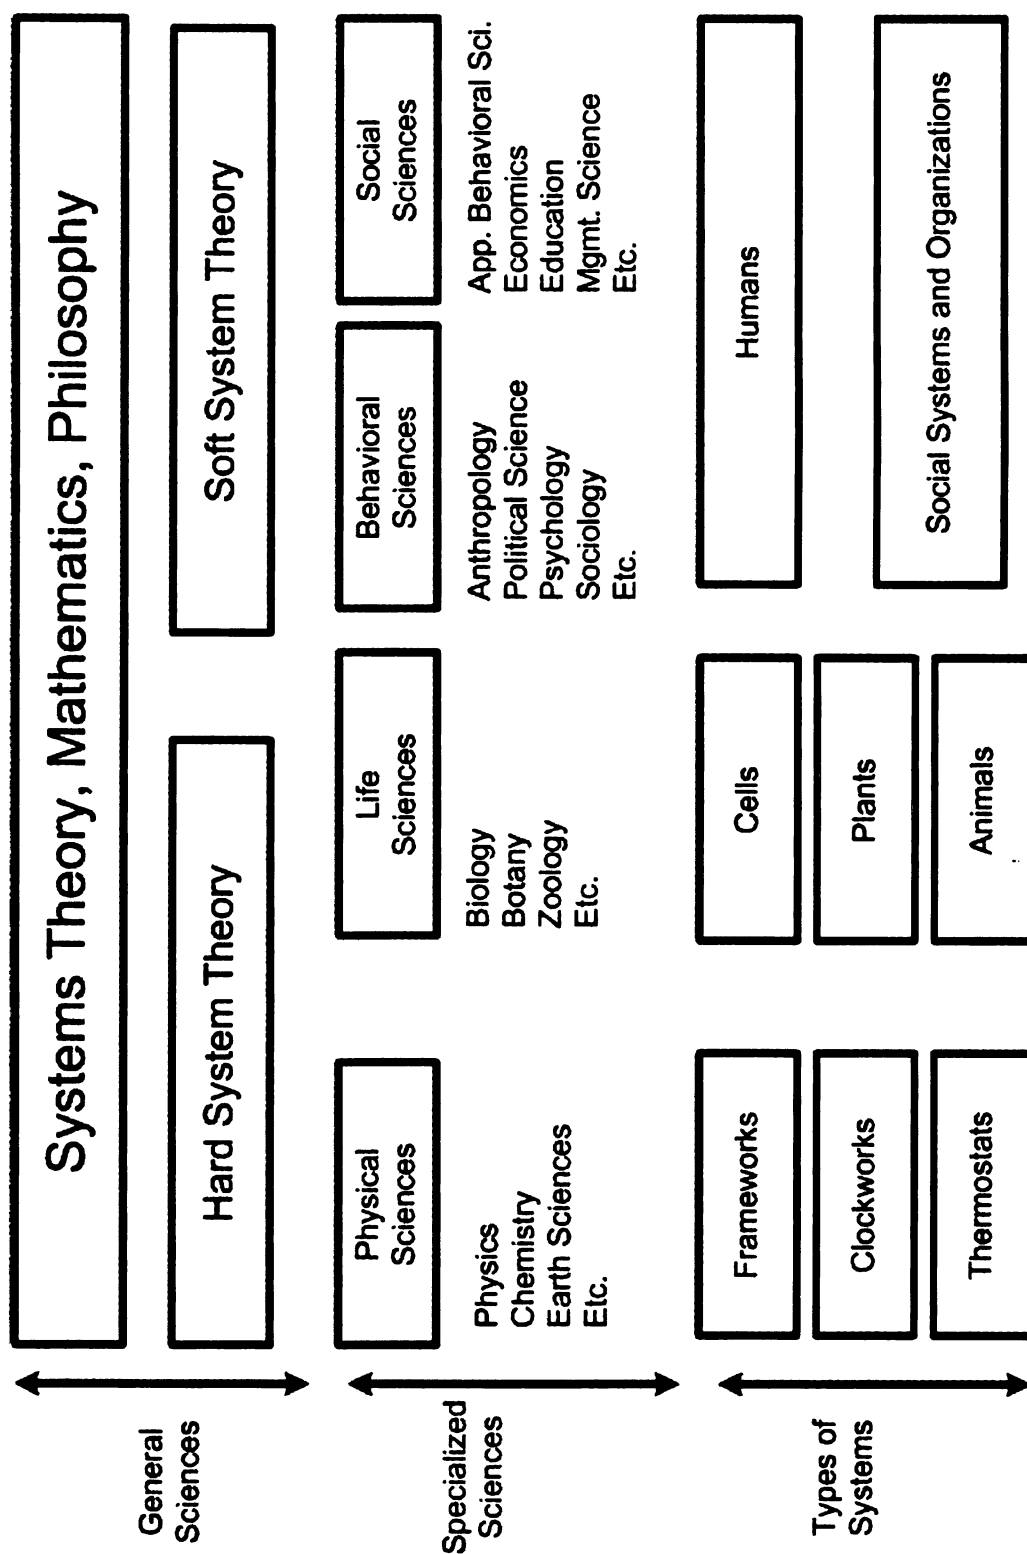 General
Sciences
Systems Theory, Mathematics, Philosophy
Hard System Theory
Soft System Theory
Specialized
Sciences
Physical
Sciences
Physics
Chemistry
Earth Sciences
Etc.
Life
Sciences
Biology
Botany
Zoology
Etc.
Behavioral
Sciences
Anthropology
Political Science
Psychology
Sociology
Etc.
Social
Sciences
App. Behavioral Sci.
Economics
Education
Mgmt. Science
Etc.
Types of
Systems
Frameworks
Clockworks
Thermostats
Cells
Plants
Animals
Humans
Social Systems and Organizations